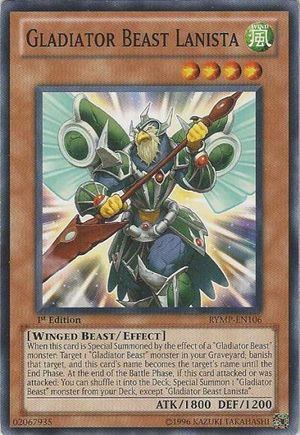 GLADIATOR BEAST LANISTA
WIND
風
1st Edition
RYMP-EN106
[WINGED BEAST/EFFECT]
When this card is Special Summoned by the effect of a "Gladiator Beast"
monster: Target 1 "Gladiator Beast" monster in your Graveyard; banish
that target, and this card's name becomes the target's name until the
End Phase. At the end of the Battle Phase, if this card attacked or was
attacked: You can shuffle it into the Deck; Special Summon 1 "Gladiator
Beast" monster from your Deck, except "Gladiator Beast Lanista".
ATK/1800 DEF/1200
02067935
©1996 KAZUKI TAKAHASHI